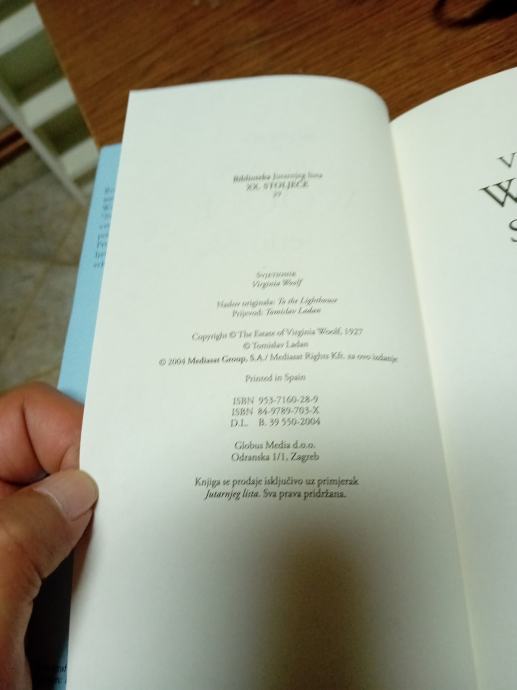 Biblioteka Jutarnjeg lista
XX. STOLJEĆE
Svjetionik
Virginia Woolf
Naslov originala: To the Lighthouse
Prijevod: Tomislav Ladan
Copyright © The Estate of Virginia Woolf, 1927
© Tomislav Ladan
© 2004 Mediasat Group, S.A./ Mediasat Rights Kft. za ovo izdanje
Printed in Spain
ISBN 953-7160-28-9
ISBN 84-9789-703-X
D.L. B. 39 550-2004
Globus Media d.o.o.
Odranska 1/1, Zagreb
Knjiga se prodaje isključivo uz primjerak
Jutarnjeg lista. Sva prava pridržana.